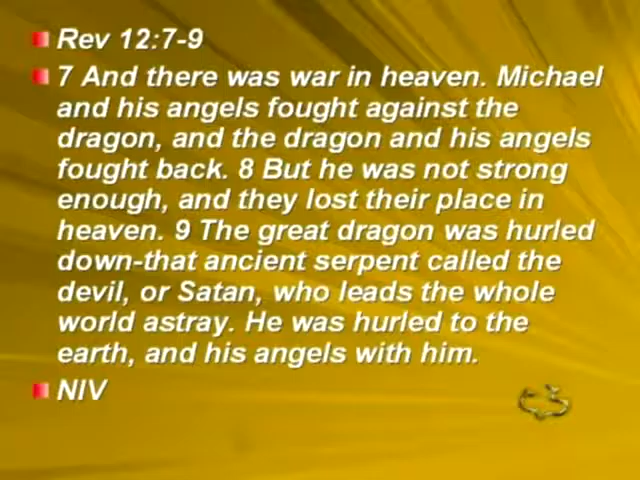 Rev 12:7-9
7 And there was war in heaven. Michael
and his angels fought against the
dragon, and the dragon and his angels
fought back. 8 But he was not strong
enough, and they lost their place in
heaven. 9 The great dragon was hurled
down-that ancient serpent called the
devil, or Satan, who leads the whole
world astray. He was hurled to the
earth, and his angels with him.
NIV